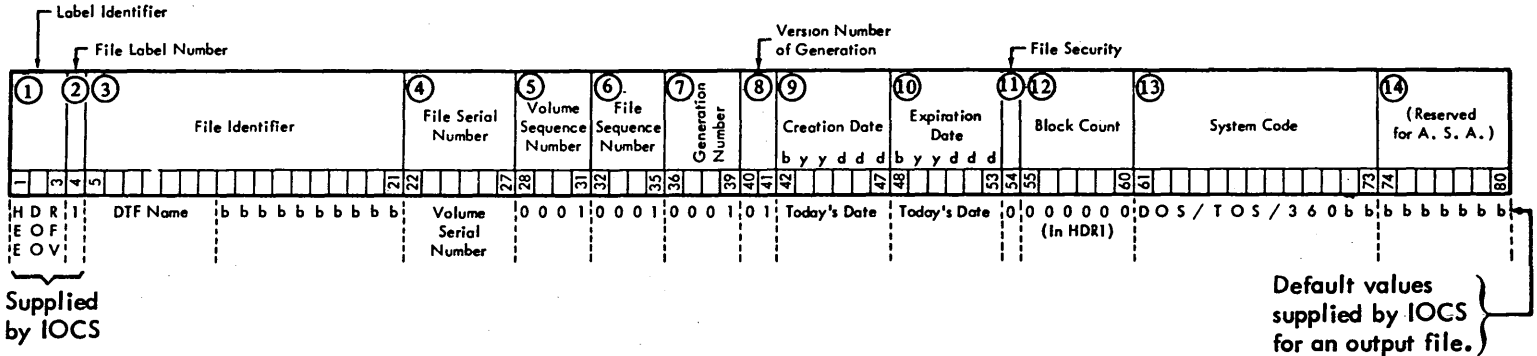 Label Identifier
File Label Number
Version Number
of Generation
File Security
① ② ③ ④ ⑤ ⑥ ⑦ ⑧ ⑨ ⑩ ⑪ ⑫ ⑬ ⑭
File Identifier
File Serial
Number
Volume
Sequence
Number
File
Sequence
Number
Generation
Number
Creation Date
b y y d d d
Expiration
Date
b y y d d d
Block Count
System Code
(Reserved
for A. S. A.)
1 3 4 5 21 22 27 28 31 32 35 36 39 40 41 42 47 48 53 54 55 60 61 73 74 80
H D R 1 DTF Name b b b b b b b b b b Volume 0 0 0 1 0 0 0 1 0 0 0 1 0 1 Today's Date Today's Date 0 0 0 0 0 0 0 D O S / T O S / 3 6 0 b b b b b b b b b
E O F Serial (In HDR1)
E O V Number
Supplied
by IOCS
Default values
supplied by IOCS
for an output file.